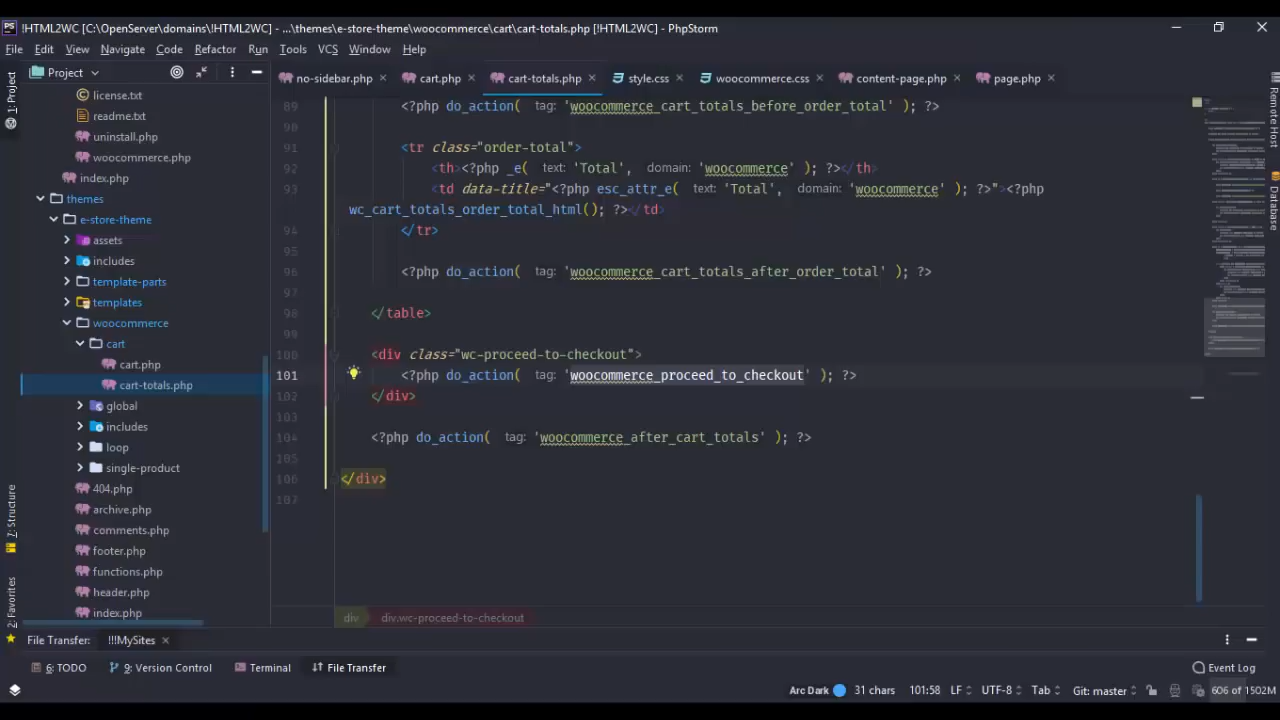 PS !HTML2WC [C:\OpenServer\domains\!HTML2WC] - ...\themes\e-store-theme\woocommerce\cart\cart-totals.php [!HTML2WC] - PhpStorm
File Edit View Navigate Code Refactor Run Tools VCS Window Help
Project
no-sidebar.php cart.php cart-totals.php style.css woocommerce.css content-page.php page.php
1: Project
7: Structure
2: Favorites
license.txt
readme.txt
uninstall.php
woocommerce.php
index.php
themes
e-store-theme
assets
includes
template-parts
templates
woocommerce
cart
cart.php
cart-totals.php
global
includes
loop
single-product
404.php
archive.php
comments.php
footer.php
functions.php
header.php
index.php
89 <?php do_action( tag: 'woocommerce_cart_totals_before_order_total' ); ?>
90
91 <tr class="order-total">
92 <th><?php _e( text: 'Total', domain: 'woocommerce' ); ?></th>
93 <td data-title="<?php esc_attr_e( text: 'Total', domain: 'woocommerce' ); ?>"><?php
wc_cart_totals_order_total_html(); ?></td>
94 </tr>
95
96 <?php do_action( tag: 'woocommerce_cart_totals_after_order_total' ); ?>
97
98 </table>
99
100 <div class="wc-proceed-to-checkout">
101 <?php do_action( tag: 'woocommerce_proceed_to_checkout' ); ?>
102 </div>
103
104 <?php do_action( tag: 'woocommerce_after_cart_totals' ); ?>
105
106 </div>
107
Remote Host
Database
div div.wc-proceed-to-checkout
File Transfer: !!!MySites
6: TODO 9: Version Control Terminal File Transfer Event Log
Arc Dark 31 chars 101:58 LF UTF-8 Tab Git: master 606 of 1502M